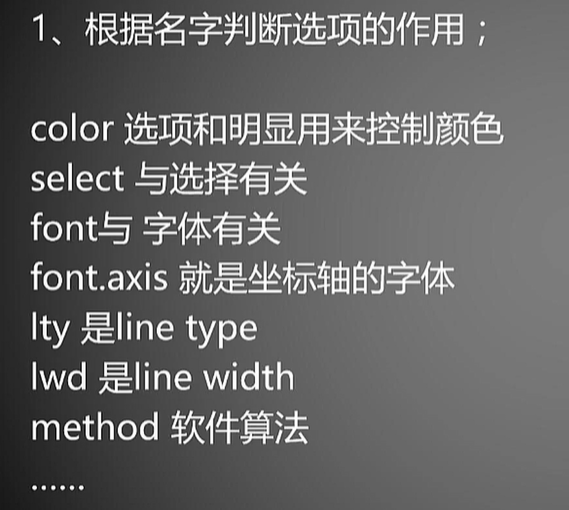 1、根据名字判断选项的作用；
color 选项和明显用来控制颜色
select 与选择有关
font与 字体有关
font.axis 就是坐标轴的字体
lty 是line type
lwd 是line width
method 软件算法
......